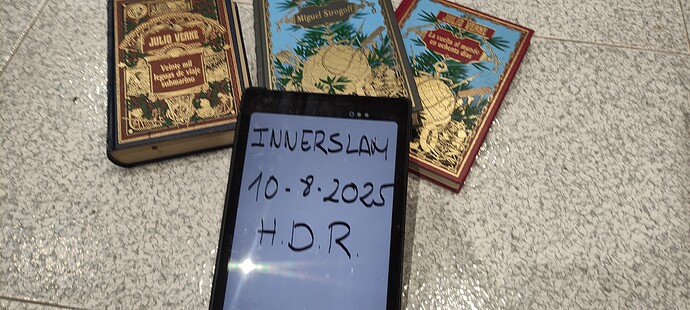 JULIO VERNE
Veinte mil
leguas de viaje
submarino
Miguel Strogoff
JULIO VERNE
La vuelta al mundo
en ochenta días
INNERSLAM
10-8-2025
H.D.R.